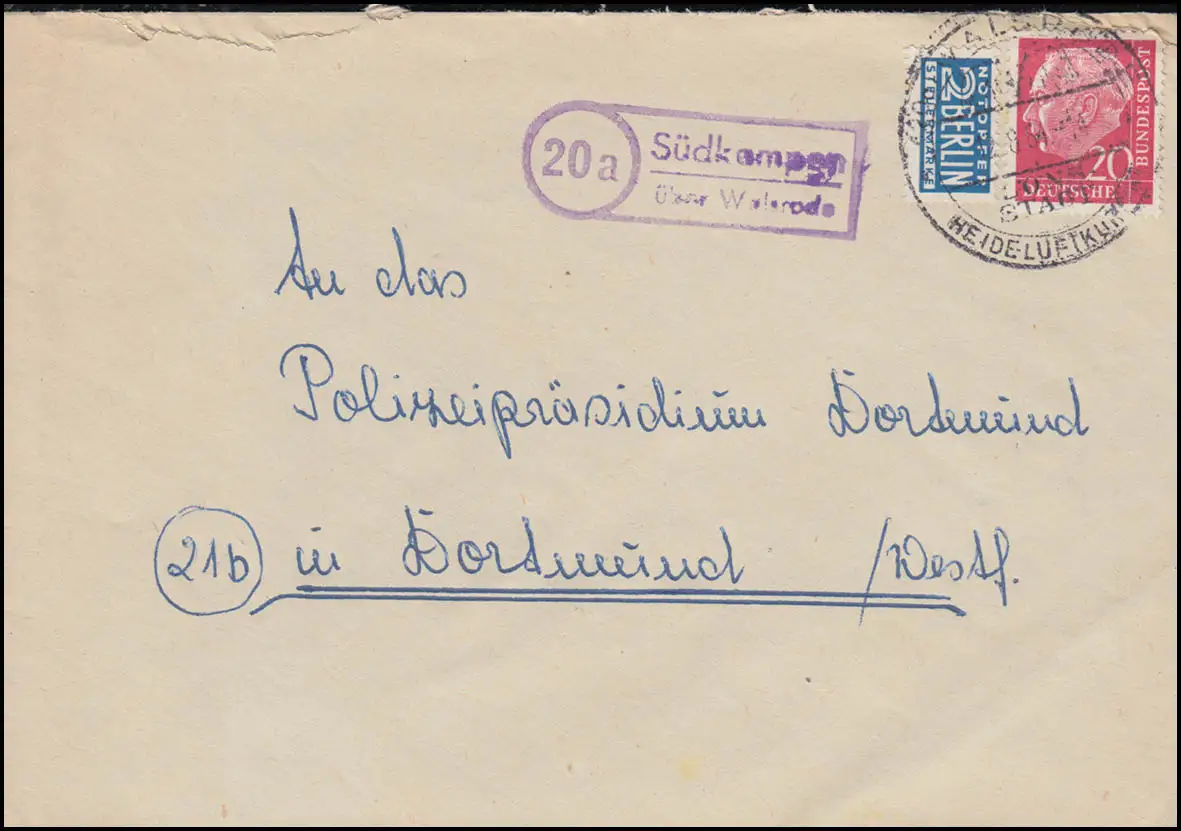 20a
Südkampen
über Walsrode
NOTOPFER
2 BERLIN
STEUERMARKE
20
DEUTSCHE
BUNDESPOST
HEIDE-LUFTKUR
An das
Polizeipräsidium Dortmund
21b in Dortmund /Westf.